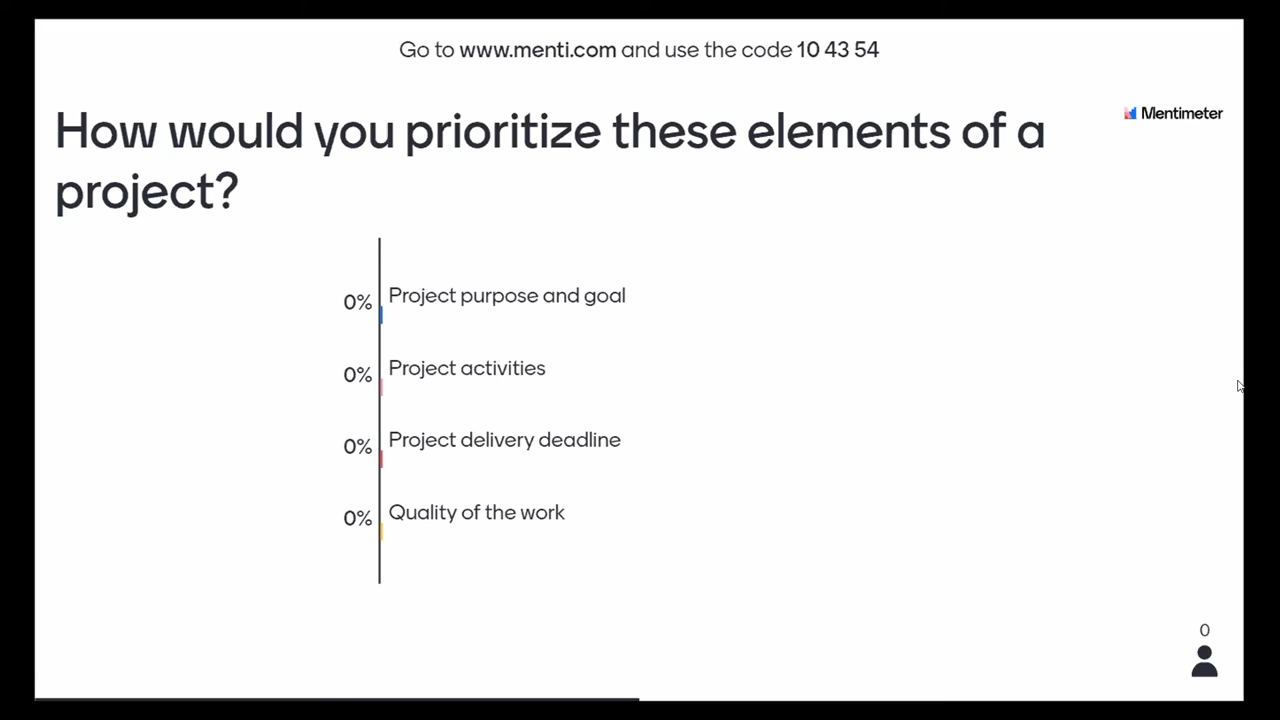 Go to www.menti.com and use the code 10 43 54
Mentimeter
How would you prioritize these elements of a
project?
0% Project purpose and goal
0% Project activities
0% Project delivery deadline
0% Quality of the work
0